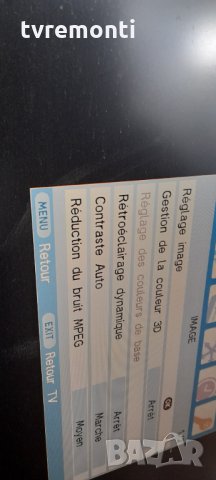 tvremonti
IMAGE
Réglage image
Gestion de la couleur 3D
Réglage des couleurs de base Arrêt
Rétroéclairage dynamique Arrêt
Contraste Auto Marche
Réduction du bruit MPEG Moyen
MENU Retour EXIT Retour TV
BAZAR